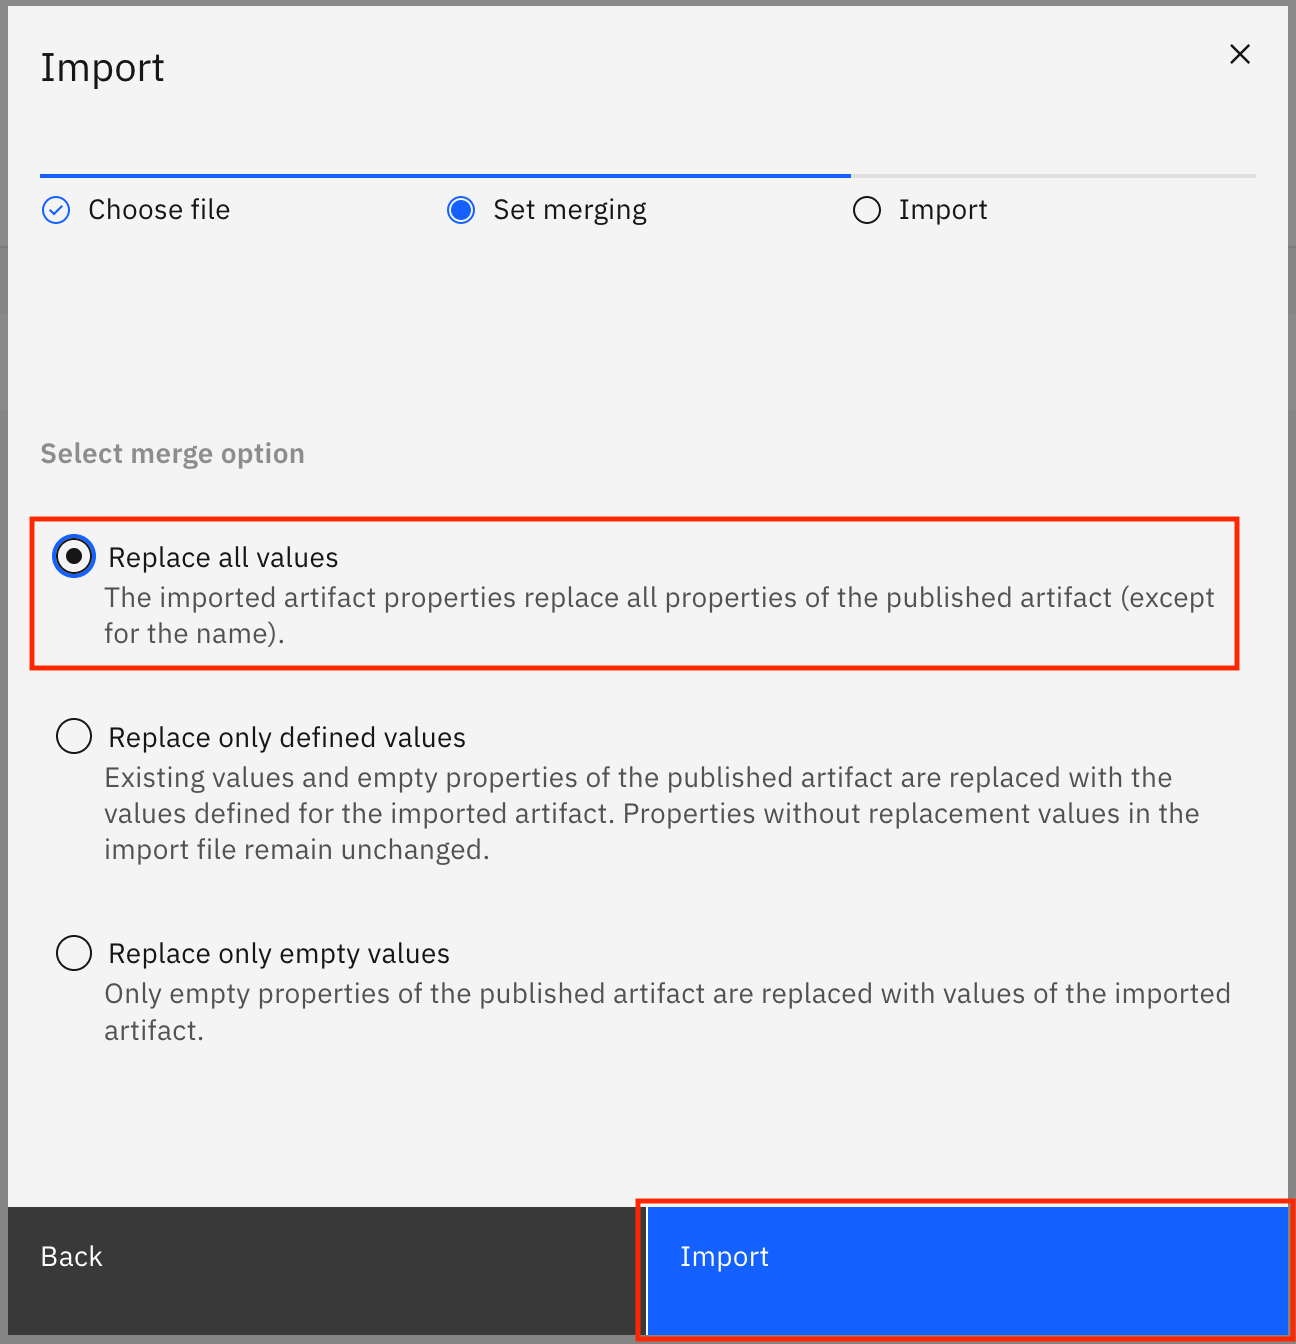 Import
Choose file
Set merging
Import
Select merge option
Replace all values
The imported artifact properties replace all properties of the published artifact (except
for the name).
Replace only defined values
Existing values and empty properties of the published artifact are replaced with the
values defined for the imported artifact. Properties without replacement values in the
import file remain unchanged.
Replace only empty values
Only empty properties of the published artifact are replaced with values of the imported
artifact.
Back
Import